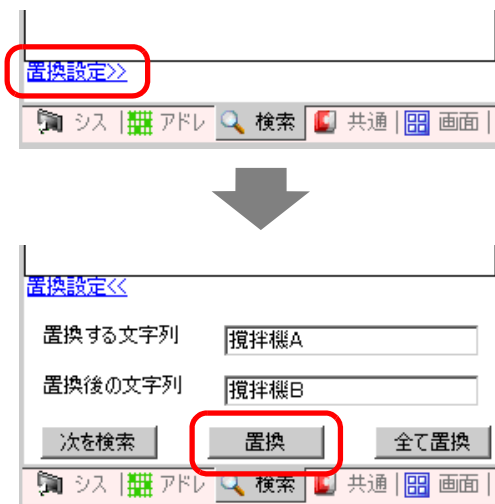 置換設定>>
シス アドレ 検索 共通 画面
置換設定<<
置換する文字列 撹拌機A
置換後の文字列 撹拌機B
次を検索 置換 全て置換
シス アドレ 検索 共通 画面